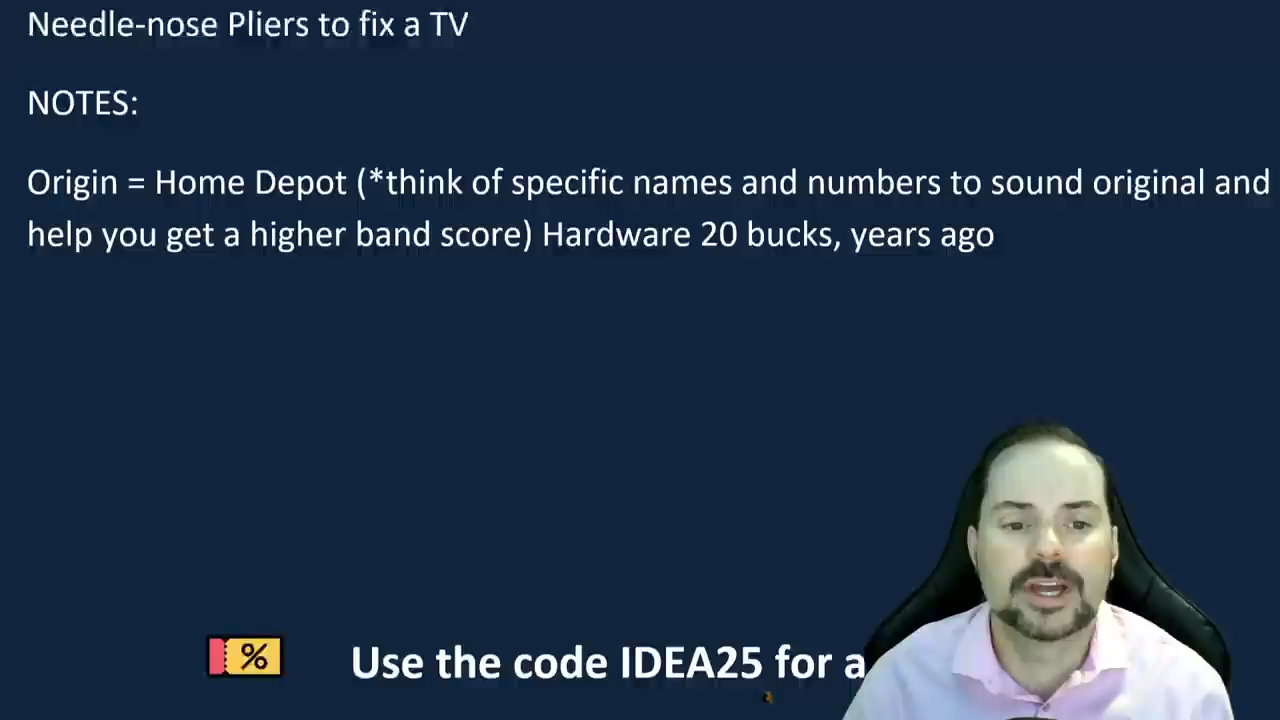 Needle-nose Pliers to fix a TV
NOTES:
Origin = Home Depot (*think of specific names and numbers to sound original and
help you get a higher band score) Hardware 20 bucks, years ago
% Use the code IDEA25 for a